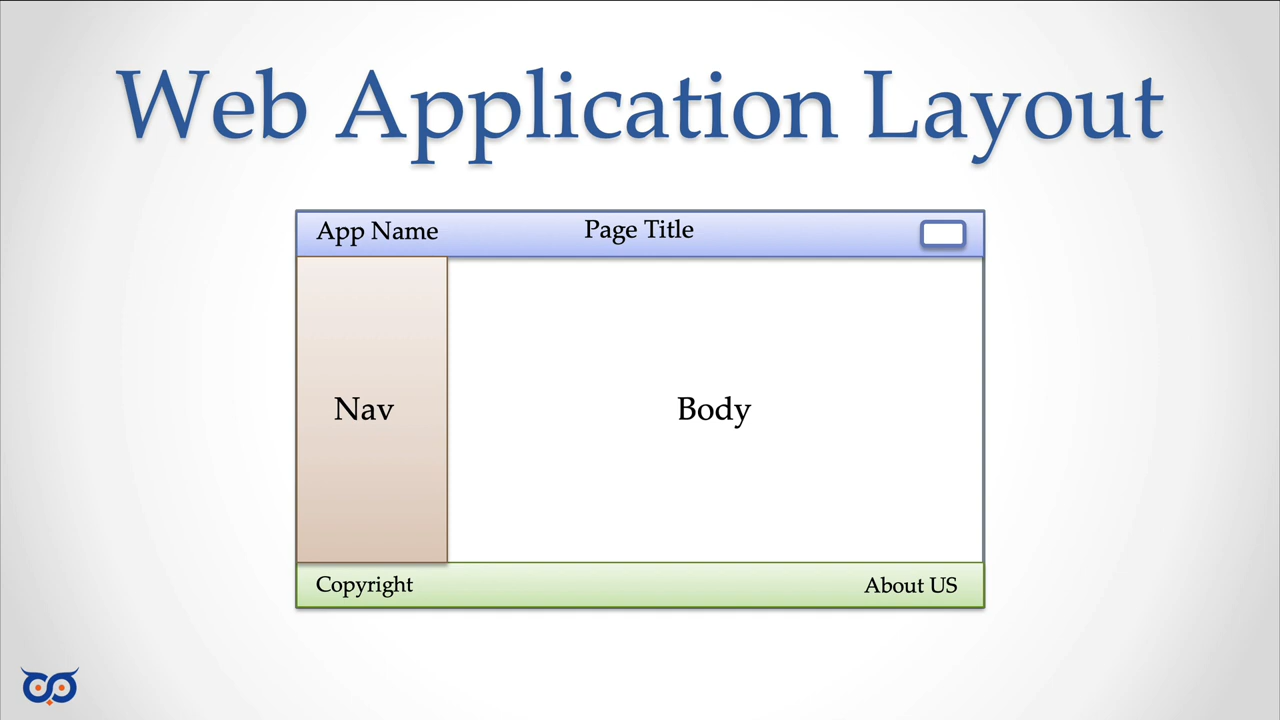 Web Application Layout
App Name
Page Title
Nav
Body
Copyright
About US